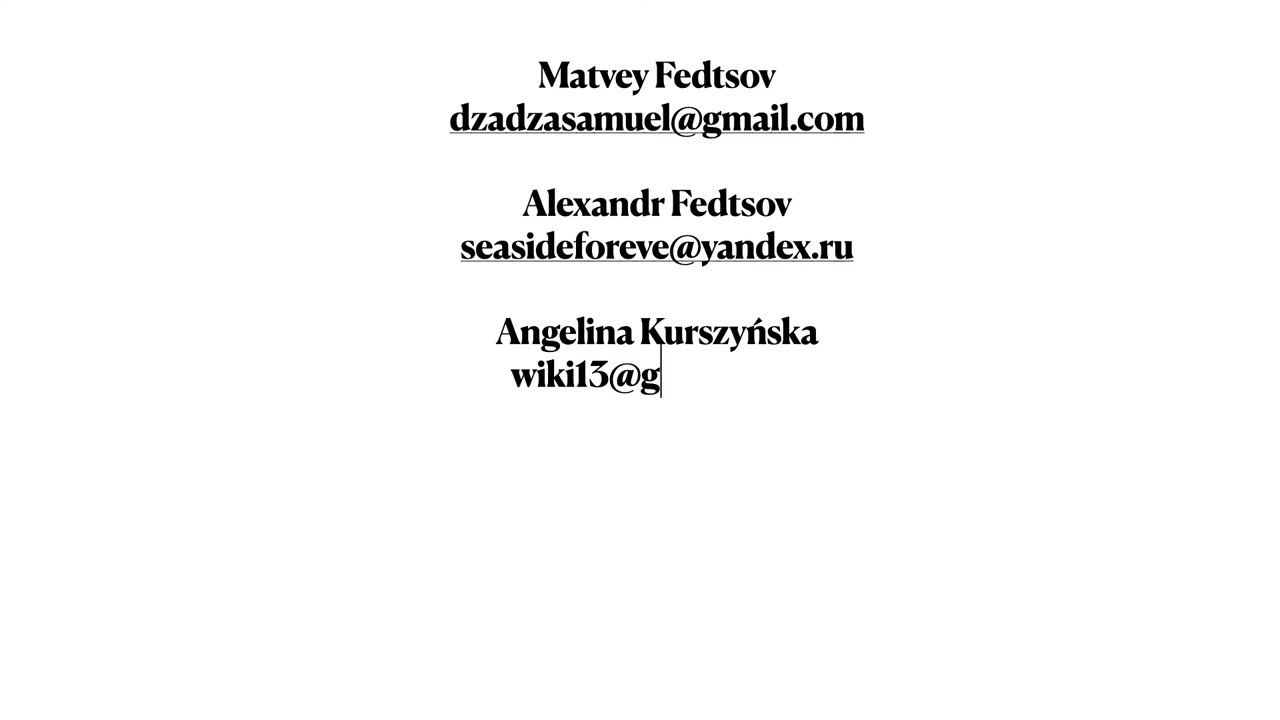 Matvey Fedtsov
dzadzasamuel@gmail.com
Alexandr Fedtsov
seasideforeve@yandex.ru
Angelina Kurszyńska
wiki13@g